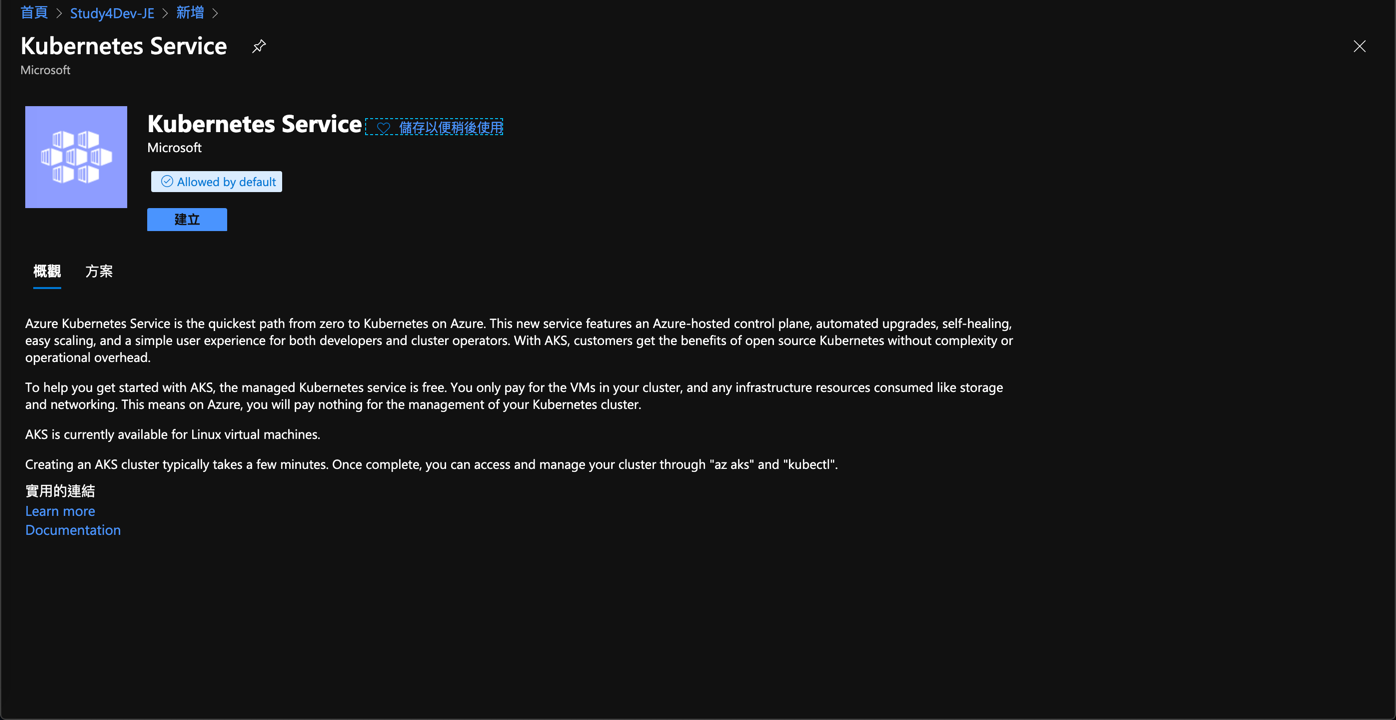 首頁 > Study4Dev-JE > 新增 >
Kubernetes Service
Microsoft
Kubernetes Service 儲存以便稍後使用
Microsoft
Allowed by default
建立
概觀 方案
Azure Kubernetes Service is the quickest path from zero to Kubernetes on Azure. This new service features an Azure-hosted control plane, automated upgrades, self-healing,
easy scaling, and a simple user experience for both developers and cluster operators. With AKS, customers get the benefits of open source Kubernetes without complexity or
operational overhead.
To help you get started with AKS, the managed Kubernetes service is free. You only pay for the VMs in your cluster, and any infrastructure resources consumed like storage
and networking. This means on Azure, you will pay nothing for the management of your Kubernetes cluster.
AKS is currently available for Linux virtual machines.
Creating an AKS cluster typically takes a few minutes. Once complete, you can access and manage your cluster through "az aks" and "kubectl".
實用的連結
Learn more
Documentation